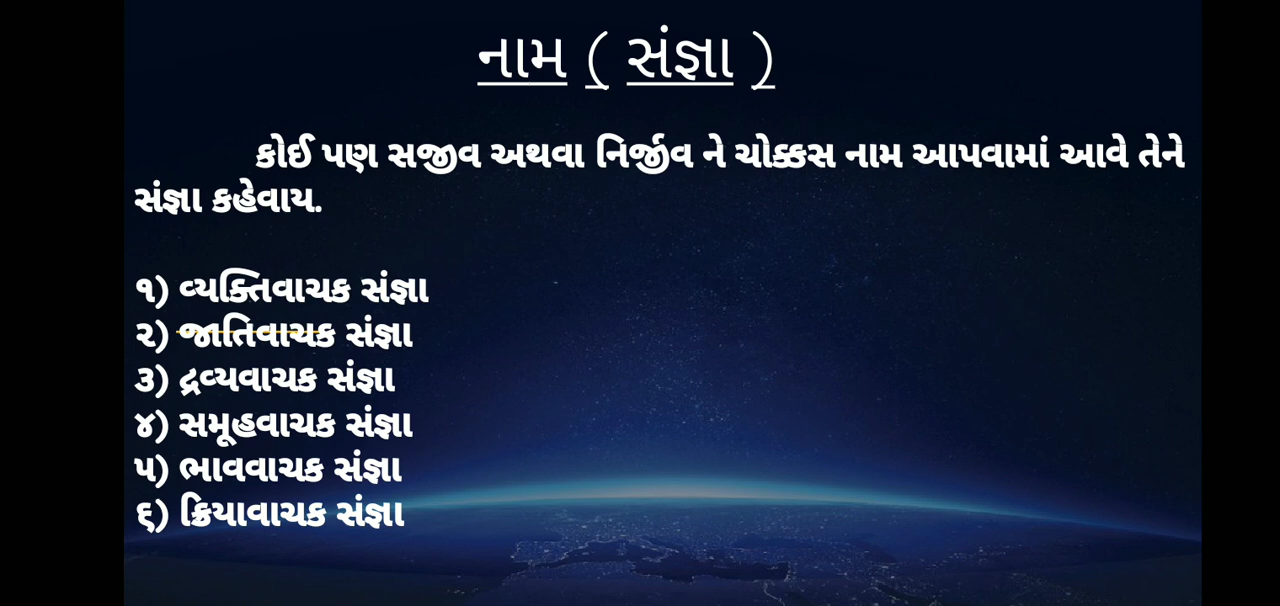 નામ ( સંજ્ઞા )
કોઈ પણ સજીવ અથવા નિર્જીવ ને ચોક્કસ નામ આપવામાં આવે તેને
સંજ્ઞા કહેવાય.
૧) વ્યક્તિવાચક સંજ્ઞા
૨) જાતિવાચક સંજ્ઞા
૩) દ્રવ્યવાચક સંજ્ઞા
૪) સમૂહવાચક સંજ્ઞા
૫) ભાવવાચક સંજ્ઞા
૬) ક્રિયાવાચક સંજ્ઞા